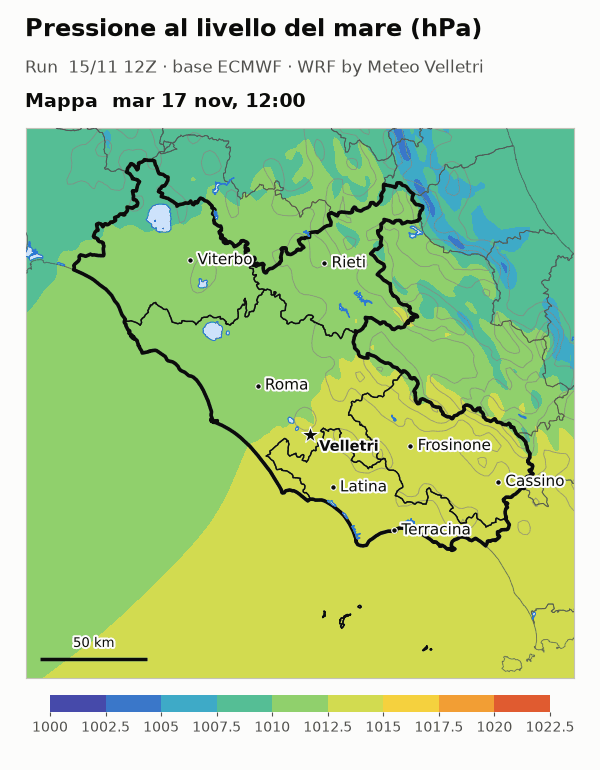 Pressione al livello del mare (hPa)
Run 15/11 12Z · base ECMWF · WRF by Meteo Velletri
Mappa mar 17 nov, 12:00
Viterbo
Rieti
Roma
Velletri
Frosinone
Latina
Cassino
Terracina
50 km
1000 1002.5 1005 1007.5 1010 1012.5 1015 1017.5 1020 1022.5